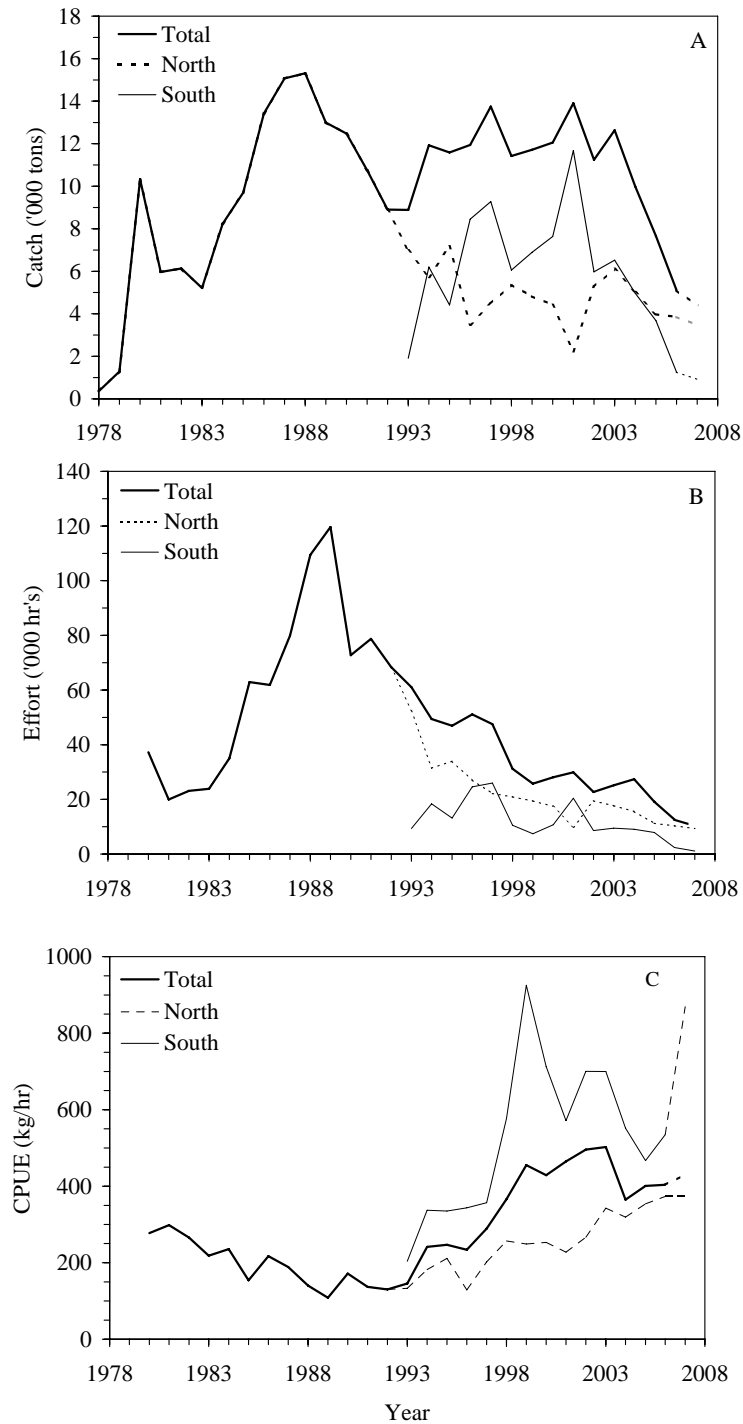 18
16
14
12
10
8
6
4
2
0
Catch ('000 tons)
Total
North
South
A
1978 1983 1988 1993 1998 2003 2008
140
120
100
80
60
40
20
0
Effort ('000 hr's)
Total
North
South
B
1978 1983 1988 1993 1998 2003 2008
1000
800
600
400
200
0
CPUE (kg/hr)
Total
North
South
C
1978 1983 1988 1993 1998 2003 2008
Year